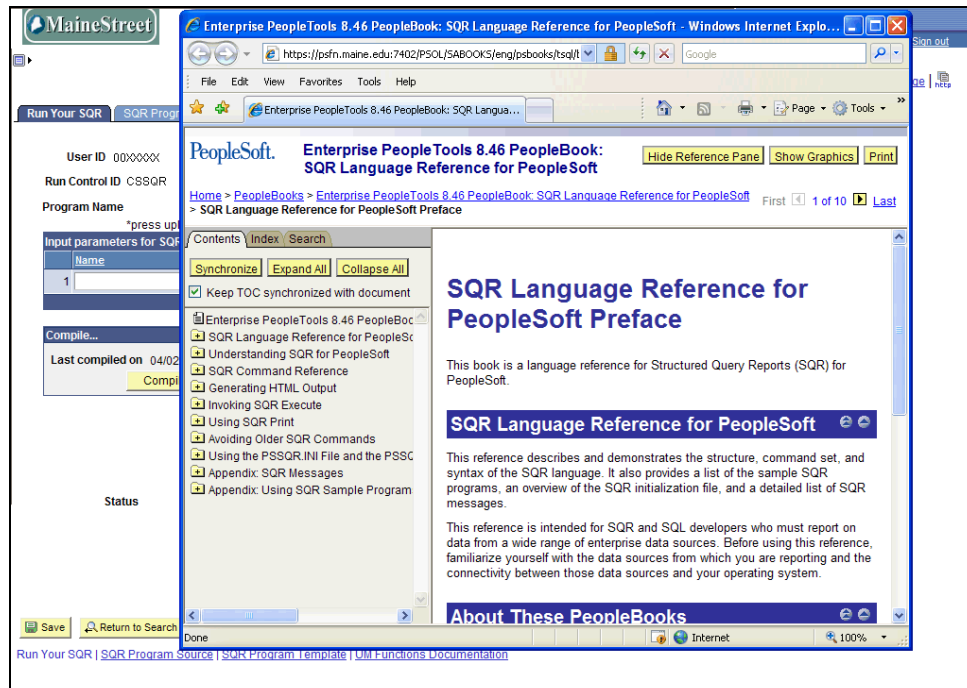 MaineStreet
Sign out
Run Your SQR
SQR Progr
User ID 00XXXXX
Run Control ID CSSQR
Program Name
*press upl
Input parameters for SQR
Name
1
Compile...
Last compiled on 04/02
Compi
Status
Save
Return to Search
Run Your SQR | SQR Program Source | SQR Program Template | UM Functions Documentation
Enterprise PeopleTools 8.46 PeopleBook: SQR Language Reference for PeopleSoft - Windows Internet Explo...
https://psfn.maine.edu:7402/PSOL/SABOOKS/eng/psbooks/tsql/t
Google
File Edit View Favorites Tools Help
Enterprise PeopleTools 8.46 PeopleBook: SQR Langua...
Page Tools »
PeopleSoft.
Enterprise PeopleTools 8.46 PeopleBook:
SQR Language Reference for PeopleSoft
Hide Reference Pane Show Graphics Print
Home > PeopleBooks > Enterprise PeopleTools 8.46 PeopleBook: SQR Language Reference for PeopleSoft
> SQR Language Reference for PeopleSoft Preface
First 1 of 10 Last
Contents Index Search
Synchronize Expand All Collapse All
Keep TOC synchronized with document
Enterprise PeopleTools 8.46 PeopleBoo
SQR Language Reference for PeopleSo
Understanding SQR for PeopleSoft
SQR Command Reference
Generating HTML Output
Invoking SQR Execute
Using SQR Print
Avoiding Older SQR Commands
Using the PSSQR.INI File and the PSSQ
Appendix: SQR Messages
Appendix: Using SQR Sample Program
SQR Language Reference for
PeopleSoft Preface
This book is a language reference for Structured Query Reports (SQR) for
PeopleSoft.
SQR Language Reference for PeopleSoft
This reference describes and demonstrates the structure, command set, and
syntax of the SQR language. It also provides a list of the sample SQR
programs, an overview of the SQR initialization file, and a detailed list of SQR
messages.
This reference is intended for SQR and SQL developers who must report on
data from a wide range of enterprise data sources. Before using this reference,
familiarize yourself with the data sources from which you are reporting and the
connectivity between those data sources and your operating system.
About These PeopleBooks
Done
Internet
100%